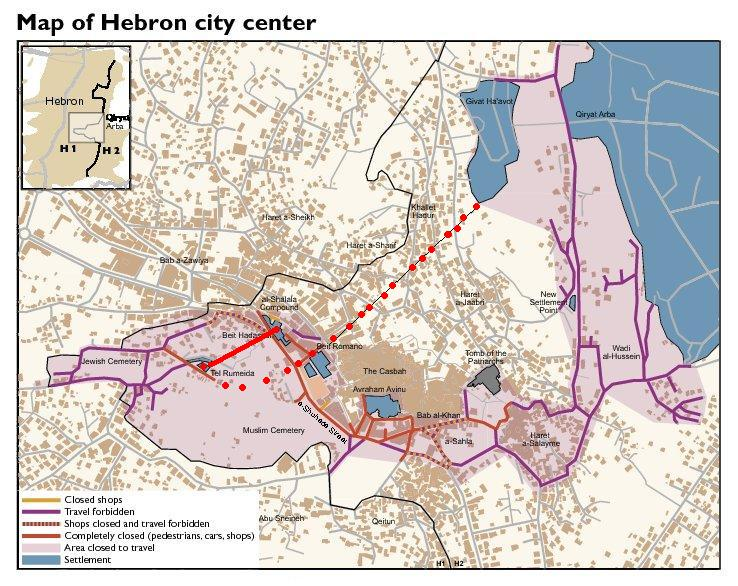 Map of Hebron city center
Hebron
Qiryat
Arba
H 1
H 2
Givat Ha'avot
Qiryat Arba
Haret a-Sheikh
Khallet
Hadur
Haret a-Sharif
Bab a-Zawiya
al-Shalala
Compound
Haret
a-Jaabri
New
Settlement
Point
Beit Hadas
Beit Romano
Wadi
al-Hussein
Jewish Cemetery
Tel Rumeida
The Casbah
Tomb of the
Patriarchs
Avraham Avinu
Bab al-Khan
a-Shuhada Street
Muslim Cemetery
a-Sahla
Haret
a-Salayme
Abu Sneineh
Qeitun
H1
H2
Closed shops
Travel forbidden
Shops closed and travel forbidden
Completely closed (pedestrians, cars, shops)
Area closed to travel
Settlement